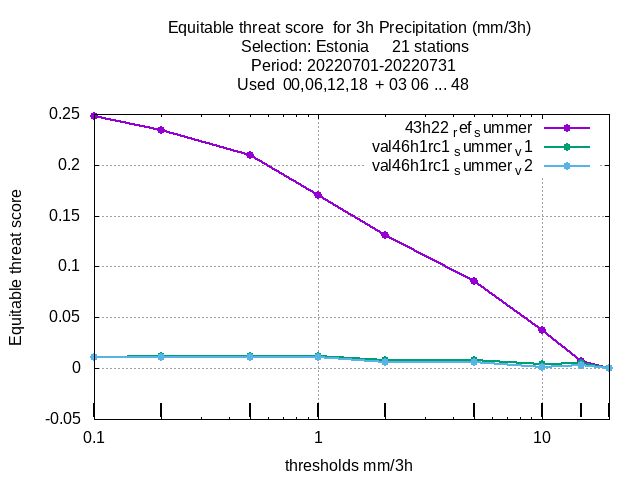 Equitable threat score for 3h Precipitation (mm/3h)
Selection: Estonia 21 stations
Period: 20220701-20220731
Used 00,06,12,18 + 03 06 ... 48
43h22 ref summer
val46h1rc1 summer v1
val46h1rc1 summer v2
Equitable threat score
0.25
0.2
0.15
0.1
0.05
0
-0.05
0.1 1 10
thresholds mm/3h